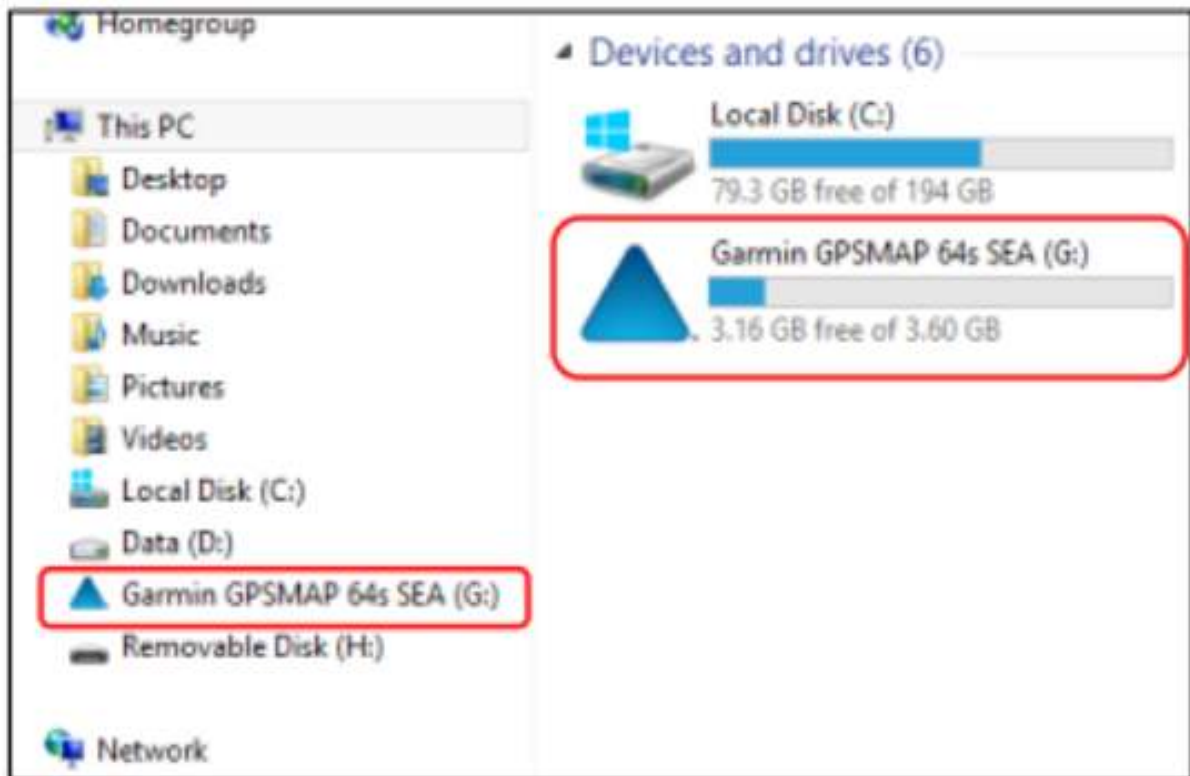 Homegroup
This PC
Desktop
Documents
Downloads
Music
Pictures
Videos
Local Disk (C:)
Data (D:)
Garmin GPSMAP 64s SEA (G:)
Removable Disk (H:)
Network
Devices and drives (6)
Local Disk (C:)
79.3 GB free of 194 GB
Garmin GPSMAP 64s SEA (G:)
3.16 GB free of 3.60 GB